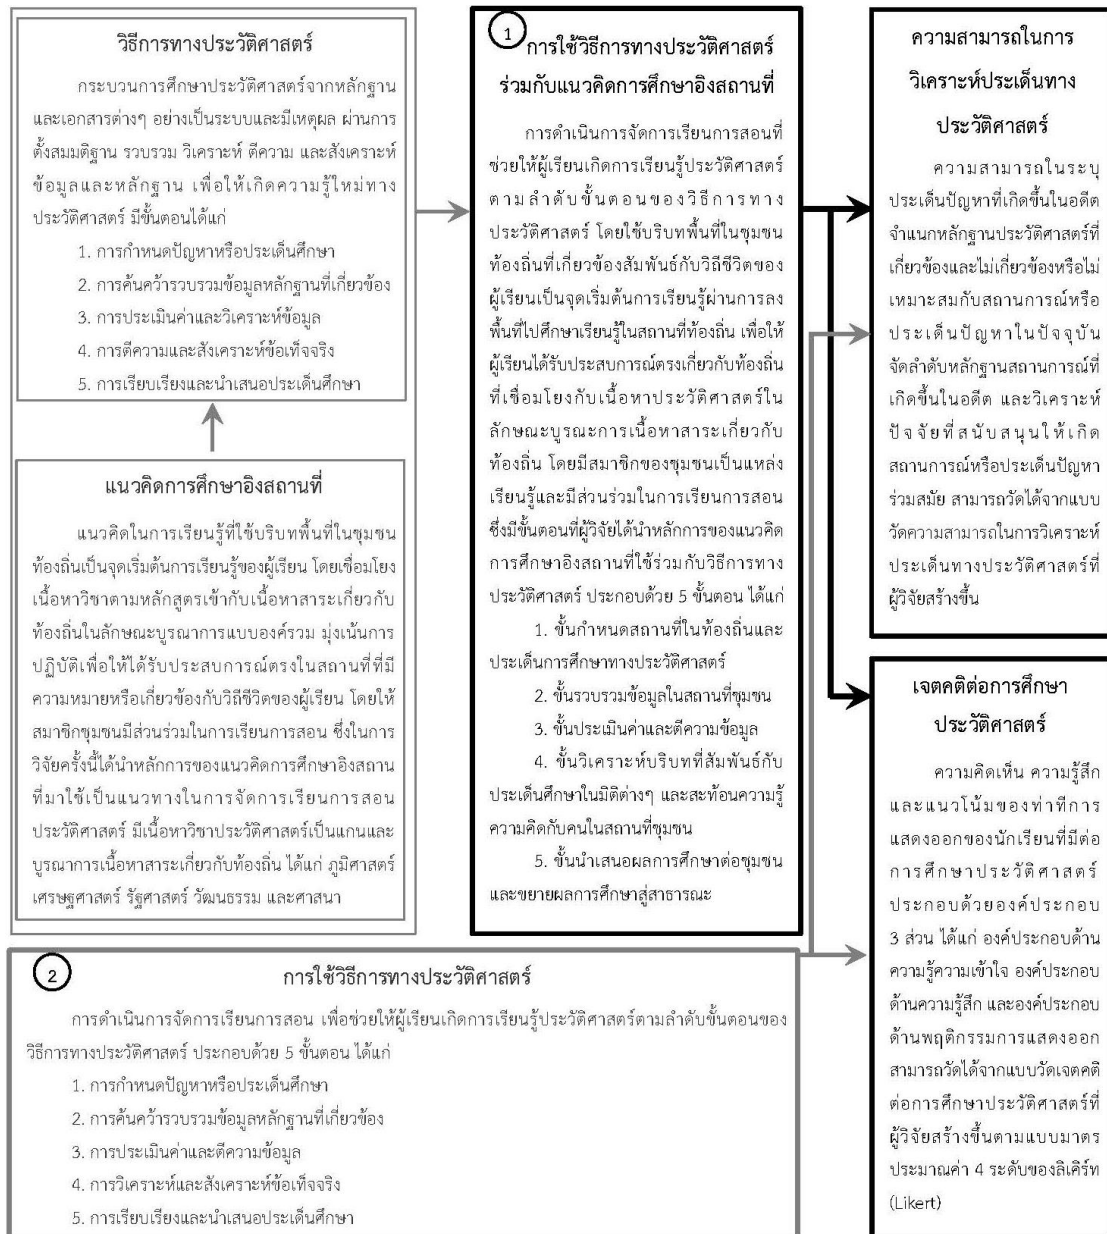 วิธีการทางประวัติศาสตร์
กระบวนการศึกษาประวัติศาสตร์จากหลักฐาน
และเอกสารต่างๆ อย่างเป็นระบบและมีเหตุผล ผ่านการ
ตั้งสมมติฐาน รวบรวม วิเคราะห์ ตีความ และสังเคราะห์
ข้อมูลและหลักฐาน เพื่อให้เกิดความรู้ใหม่ทาง
ประวัติศาสตร์ มีขั้นตอนได้แก่
1. การกำหนดปัญหาหรือประเด็นศึกษา
2. การค้นคว้ารวบรวมข้อมูลหลักฐานที่เกี่ยวข้อง
3. การประเมินค่าและวิเคราะห์ข้อมูล
4. การตีความและสังเคราะห์ข้อเท็จจริง
5. การเรียบเรียงและนำเสนอประเด็นศึกษา
แนวคิดการศึกษาอิงสถานที่
แนวคิดในการเรียนรู้ที่ใช้บริบทพื้นที่ในชุมชน
ท้องถิ่นเป็นจุดเริ่มต้นการเรียนรู้ของผู้เรียน โดยเชื่อมโยง
เนื้อหาวิชาตามหลักสูตรเข้ากับเนื้อหาสาระเกี่ยวกับ
ท้องถิ่นในลักษณะบูรณาการแบบองค์รวม มุ่งเน้นการ
ปฏิบัติเพื่อให้ได้รับประสบการณ์ตรงในสถานที่ที่มี
ความหมายหรือเกี่ยวข้องกับวิถีชีวิตของผู้เรียน โดยให้
สมาชิกชุมชนมีส่วนร่วมในการเรียนการสอน ซึ่งในการ
วิจัยครั้งนี้ได้นำหลักการของแนวคิดการศึกษาอิงสถาน
ที่มาใช้เป็นแนวทางในการจัดการเรียนการสอน
ประวัติศาสตร์ มีเนื้อหาวิชาประวัติศาสตร์เป็นแกนและ
บูรณาการเนื้อหาสาระเกี่ยวกับท้องถิ่น ได้แก่ ภูมิศาสตร์
เศรษฐศาสตร์ รัฐศาสตร์ วัฒนธรรม และศาสนา
1
การใช้วิธีการทางประวัติศาสตร์
ร่วมกับแนวคิดการศึกษาอิงสถานที่
การดำเนินการจัดการเรียนการสอนที่
ช่วยให้ผู้เรียนเกิดการเรียนรู้ประวัติศาสตร์
ตามลำดับขั้นตอนของวิธีการทาง
ประวัติศาสตร์ โดยใช้บริบทพื้นที่ในชุมชน
ท้องถิ่นที่เกี่ยวข้องสัมพันธ์กับวิถีชีวิตของ
ผู้เรียนเป็นจุดเริ่มต้นการเรียนรู้ผ่านการลง
พื้นที่ไปศึกษาเรียนรู้ในสถานที่ท้องถิ่น เพื่อให้
ผู้เรียนได้รับประสบการณ์ตรงเกี่ยวกับท้องถิ่น
ที่เชื่อมโยงกับเนื้อหาประวัติศาสตร์ใน
ลักษณะบูรณะการเนื้อหาสาระเกี่ยวกับ
ท้องถิ่น โดยมีสมาชิกของชุมชนเป็นแหล่ง
เรียนรู้และมีส่วนร่วมในการเรียนการสอน
ซึ่งมีขั้นตอนที่ผู้วิจัยได้นำหลักการของแนวคิด
การศึกษาอิงสถานที่ใช้ร่วมกับวิธีการทาง
ประวัติศาสตร์ ประกอบด้วย 5 ขั้นตอน ได้แก่
1. ขั้นกำหนดสถานที่ในท้องถิ่นและ
ประเด็นการศึกษาทางประวัติศาสตร์
2. ขั้นรวบรวมข้อมูลในสถานที่ชุมชน
3. ขั้นประเมินค่าและตีความข้อมูล
4. ขั้นวิเคราะห์บริบทที่สัมพันธ์กับ
ประเด็นศึกษาในมิติต่างๆ และสะท้อนความรู้
ความคิดกับคนในสถานที่ชุมชน
5. ขั้นนำเสนอผลการศึกษาต่อชุมชน
และขยายผลการศึกษาสู่สาธารณะ
ความสามารถในการ
วิเคราะห์ประเด็นทาง
ประวัติศาสตร์
ความสามารถในระบุ
ประเด็นปัญหาที่เกิดขึ้นในอดีต
จำแนกหลักฐานประวัติศาสตร์ที่
เกี่ยวข้องและไม่เกี่ยวข้องหรือไม่
เหมาะสมกับสถานการณ์หรือ
ประเด็นปัญหาในปัจจุบัน
จัดลำดับหลักฐานสถานการณ์ที่
เกิดขึ้นในอดีต และวิเคราะห์
ปัจจัยที่สนับสนุนให้เกิด
สถานการณ์หรือประเด็นปัญหา
ร่วมสมัย สามารถวัดได้จากแบบ
วัดความสามารถในการวิเคราะห์
ประเด็นทางประวัติศาสตร์ที่
ผู้วิจัยสร้างขึ้น
เจตคติต่อการศึกษา
ประวัติศาสตร์
ความคิดเห็น ความรู้สึก
และแนวโน้มของท่าทีการ
แสดงออกของนักเรียนที่มีต่อ
การศึกษาประวัติศาสตร์
ประกอบด้วยองค์ประกอบ
3 ส่วน ได้แก่ องค์ประกอบด้าน
ความรู้ความเข้าใจ องค์ประกอบ
ด้านความรู้สึก และองค์ประกอบ
ด้านพฤติกรรมการแสดงออก
สามารถวัดได้จากแบบวัดเจตคติ
ต่อการศึกษาประวัติศาสตร์ที่
ผู้วิจัยสร้างขึ้นตามแบบมาตร
ประมาณค่า 4 ระดับของลิเคิร์ท
(Likert)
2
การใช้วิธีการทางประวัติศาสตร์
การดำเนินการจัดการเรียนการสอน เพื่อช่วยให้ผู้เรียนเกิดการเรียนรู้ประวัติศาสตร์ตามลำดับขั้นตอนของ
วิธีการทางประวัติศาสตร์ ประกอบด้วย 5 ขั้นตอน ได้แก่
1. การกำหนดปัญหาหรือประเด็นศึกษา
2. การค้นคว้ารวบรวมข้อมูลหลักฐานที่เกี่ยวข้อง
3. การประเมินค่าและตีความข้อมูล
4. การวิเคราะห์และสังเคราะห์ข้อเท็จจริง
5. การเรียบเรียงและนำเสนอประเด็นศึกษา